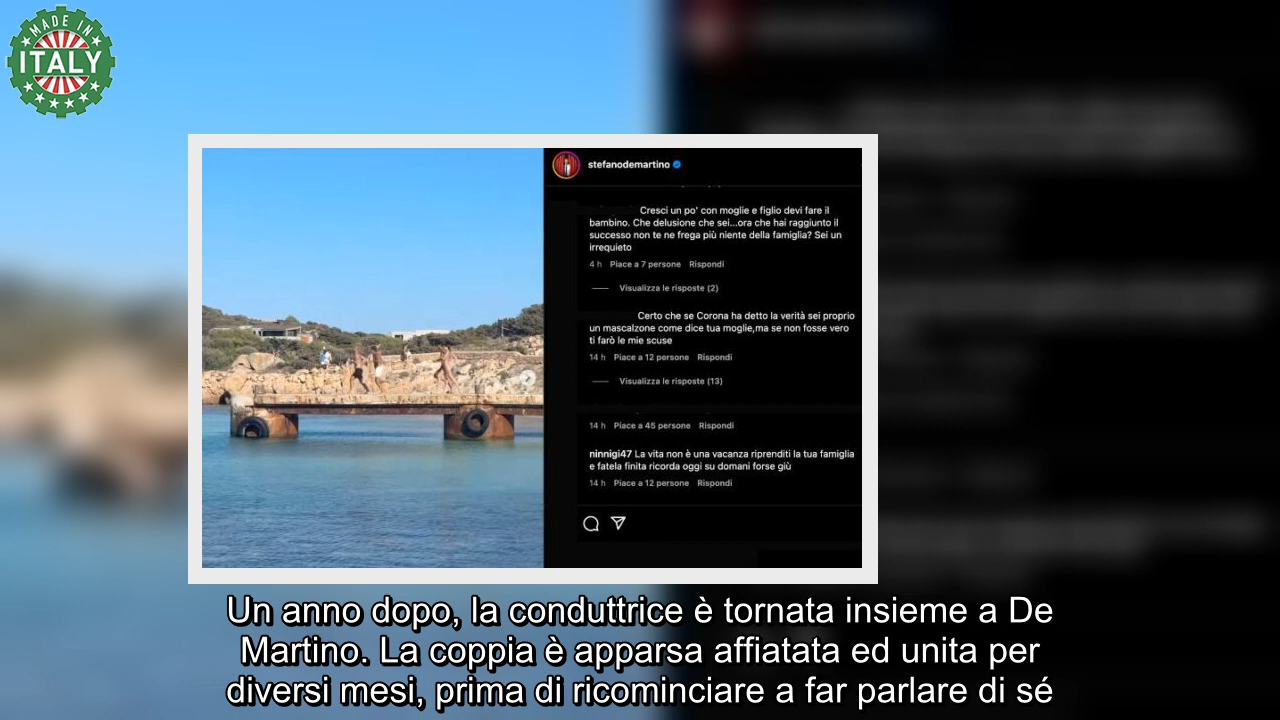 MADE IN
ITALY
stefanodemartino
Cresci un po' con moglie e figlio devi fare il
bambino. Che delusione che sei...ora che hai raggiunto il
successo non te ne frega più niente della famiglia? Sei un
irrequieto
4 h Piace a 7 persone Rispondi
Visualizza le risposte (2)
Certo che se Corona ha detto la verità sei proprio
un mascalzone come dice tua moglie,ma se non fosse vero
ti farò le mie scuse
14 h Piace a 12 persone Rispondi
Visualizza le risposte (13)
14 h Piace a 45 persone Rispondi
ninnigi47 La vita non è una vacanza riprenditi la tua famiglia
e fatela finita ricorda oggi su domani forse giù
14 h Piace a 12 persone Rispondi
Un anno dopo, la conduttrice è tornata insieme a De
Martino. La coppia è apparsa affiatata ed unita per
diversi mesi, prima di ricominciare a far parlare di sé